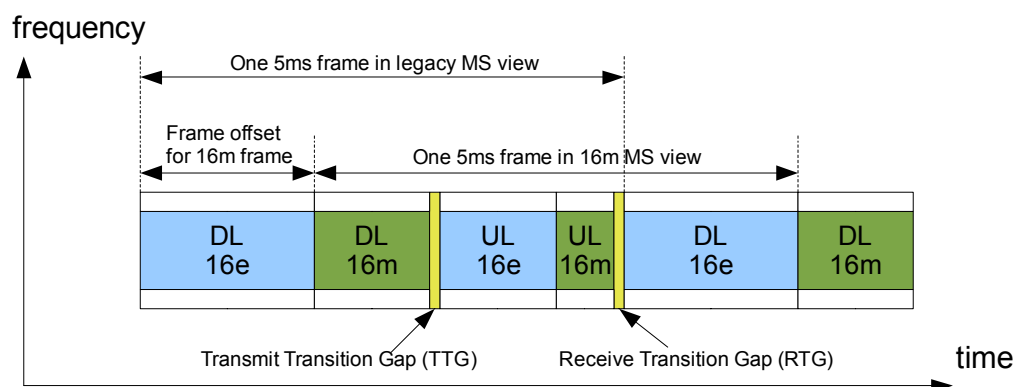 frequency
One 5ms frame in legacy MS view
Frame offset
for 16m frame
One 5ms frame in 16m MS view
DL
16e
DL
16m
UL
16e
UL
16m
DL
16e
DL
16m
Transmit Transition Gap (TTG)
Receive Transition Gap (RTG)
time